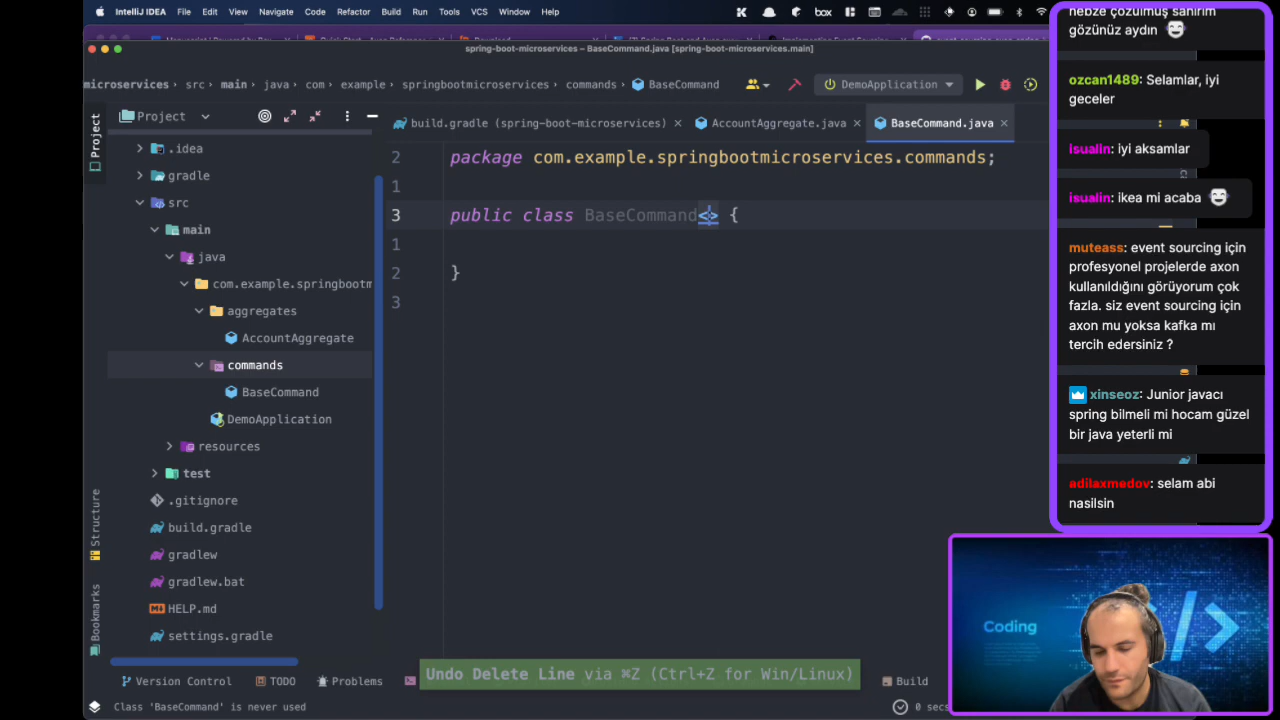 IntelliJ IDEA File Edit View Navigate Code Refactor Build Run Tools VCS Window Help
box
spring-boot-microservices – BaseCommand.java [spring-boot-microservices.main]
microservices › src › main › java › com › example › springbootmicroservices › commands › BaseCommand
DemoApplication
Project
build.gradle (spring-boot-microservices)
AccountAggregate.java
BaseCommand.java
Project
.idea
gradle
src
main
java
com.example.springbootm
aggregates
AccountAggregate
commands
BaseCommand
DemoApplication
resources
test
.gitignore
build.gradle
gradlew
gradlew.bat
HELP.md
settings.gradle
Structure
Bookmarks
2 package com.example.springbootmicroservices.commands;
1
3 public class BaseCommand<> {
1
2 }
3
Undo Delete Line via ⌘Z (Ctrl+Z for Win/Linux)
Version Control
TODO
Problems
Build
Class 'BaseCommand' is never used
0 secs
nebze çözülmüş sanırım
gözünüz aydın
ozcan1489: Selamlar, iyi
geceler
isualin: iyi aksamlar
isualin: ikea mi acaba
muteass: event sourcing için
profesyonel projelerde axon
kullanıldığını görüyorum çok
fazla. siz event sourcing için
axon mu yoksa kafka mı
tercih edersiniz ?
xinseoz: Junior javacı
spring bilmeli mi hocam güzel
bir java yeterli mi
adilaxmedov: selam abi
nasilsin
Coding